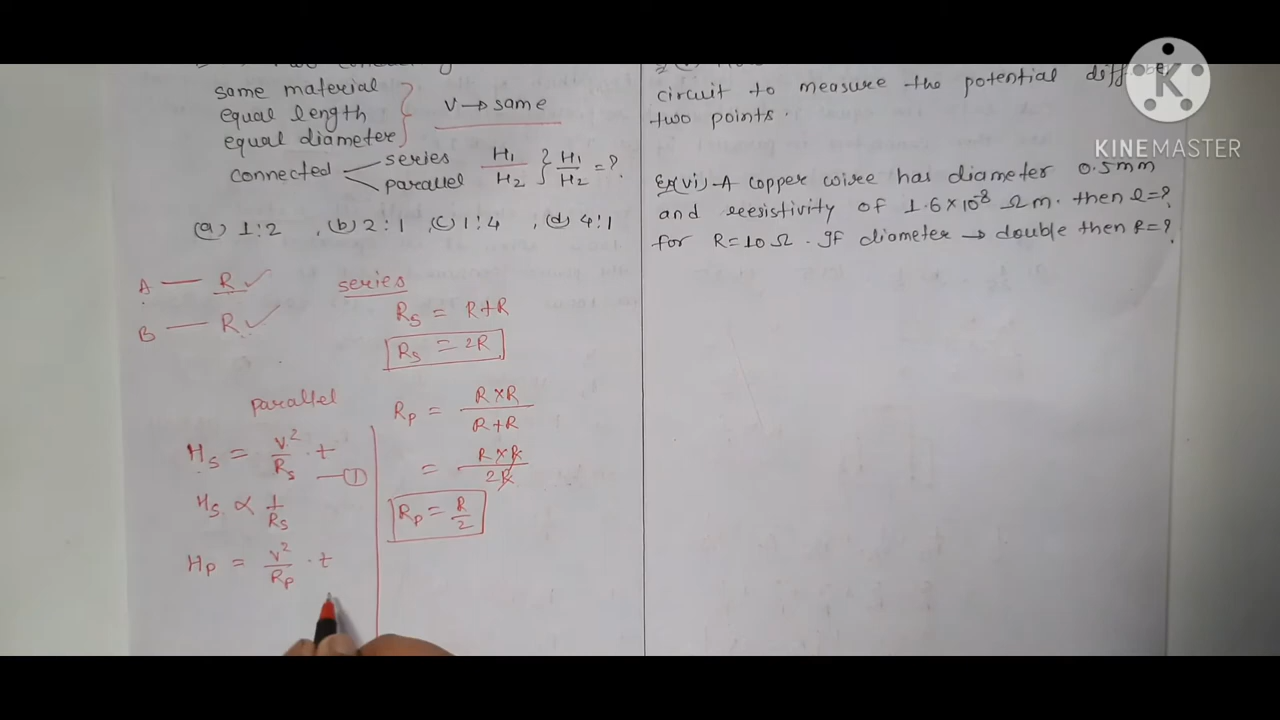 same material
equal length
equal diameter
V → same
connected series
parallel
H1/H2 } H1/H2 = ?
(a) 1:2 , (b) 2:1 , (c) 1:4 , (d) 4:1
A — R ✓
B — R ✓
series
Rs = R+R
Rs = 2R
parallel
Rp = R×R / R+R
= R×R / 2R
Rp = R/2
Hs = V²/Rs · t —①
Hs ∝ 1/Rs
Hp = V²/Rp · t
circuit to measure the potential
two points.
Ex(vi)- A copper wire has diameter 0.5mm
and reesistivity of 1.6×10⁻⁸ Ωm. then l=?
for R=10Ω. If diameter → double then R=?
K
KINEMASTER